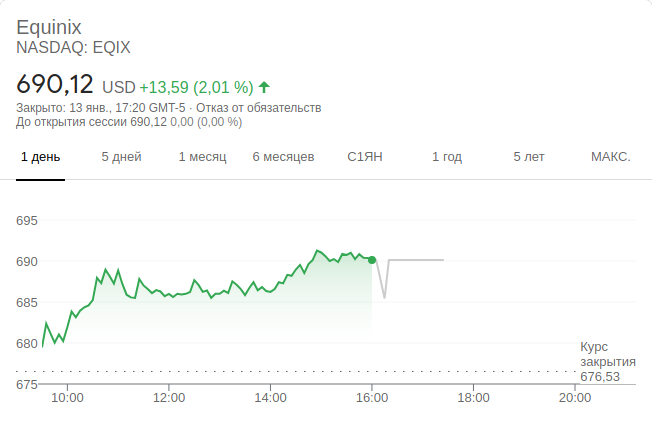 Equinix
NASDAQ: EQIX
690,12 USD +13,59 (2,01 %)
Закрыто: 13 янв., 17:20 GMT-5 · Отказ от обязательств
До открытия сессии 690,12 0,00 (0,00 %)
1 день 5 дней 1 месяц 6 месяцев С1ЯН 1 год 5 лет МАКС.
695
690
685
680
Курс
закрытия
676,53
675
10:00 12:00 14:00 16:00 18:00 20:00